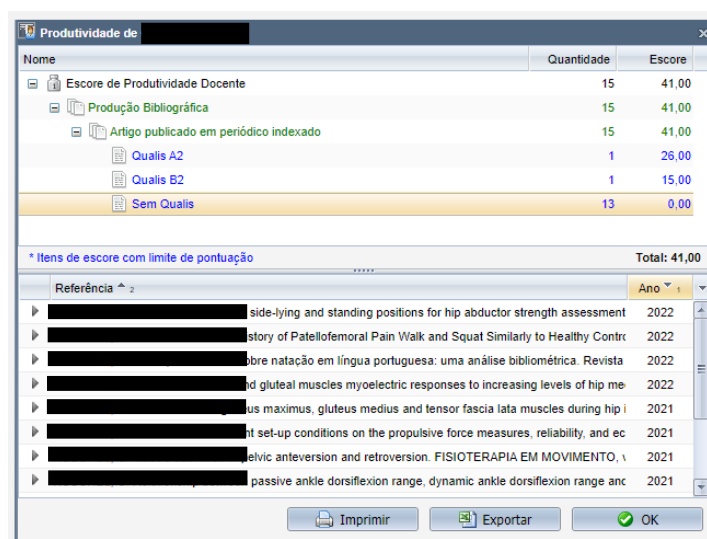 Produtividade de
Nome Quantidade Escore
Escore de Produtividade Docente 15 41,00
Produção Bibliográfica 15 41,00
Artigo publicado em periódico indexado 15 41,00
Qualis A2 1 26,00
Qualis B2 1 15,00
Sem Qualis 13 0,00
* Itens de escore com limite de pontuação Total: 41,00
Referência 2 Ano 1
side-lying and standing positions for hip abductor strength assessment 2022
story of Patellofemoral Pain Walk and Squat Similarly to Healthy Contro 2022
obre natação em língua portuguesa: uma análise bibliométrica. Revista 2022
nd gluteal muscles myoelectric responses to increasing levels of hip me 2022
us maximus, gluteus medius and tensor fascia lata muscles during hip i 2021
nt set-up conditions on the propulsive force measures, reliability, and ec 2021
pelvic anteversion and retroversion. FISIOTERAPIA EM MOVIMENTO, v 2021
passive ankle dorsiflexion range, dynamic ankle dorsiflexion range anc 2021
Imprimir Exportar OK